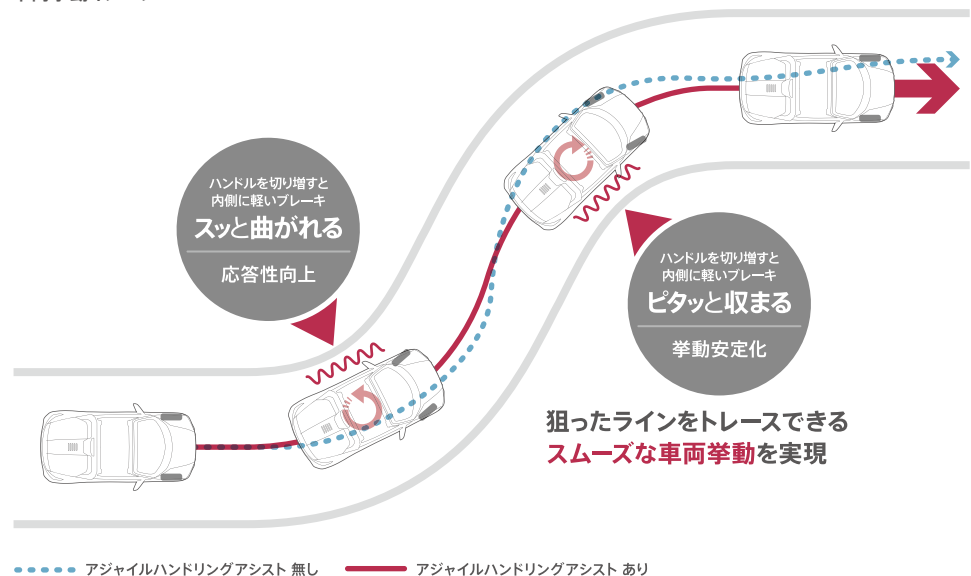 ハンドルを切り増すと
内側に軽いブレーキ
スッと曲がれる
応答性向上
ハンドルを切り増すと
内側に軽いブレーキ
ピタッと収まる
挙動安定化
狙ったラインをトレースできる
スムーズな車両挙動を実現
アジャイルハンドリングアシスト 無し
アジャイルハンドリングアシスト あり